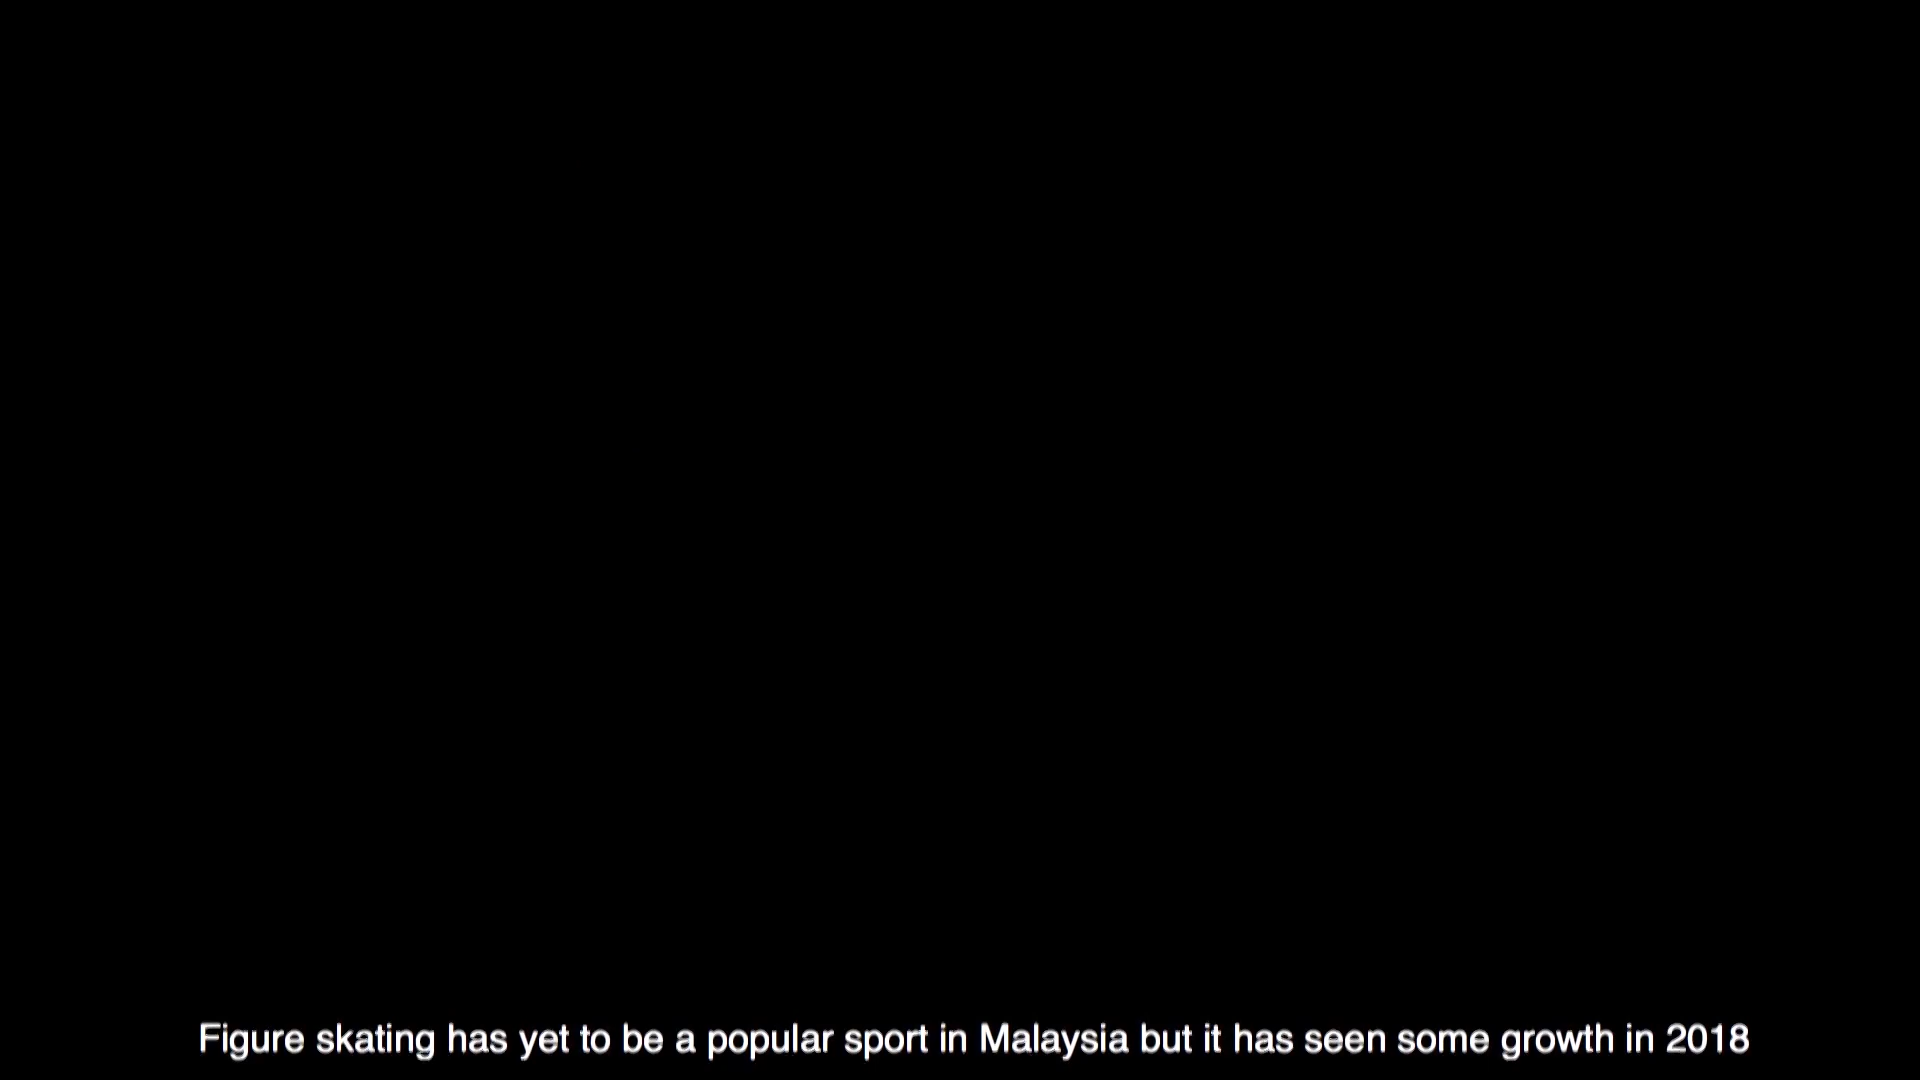 Figure skating has yet to be a popular sport in Malaysia but it has seen some growth in 2018